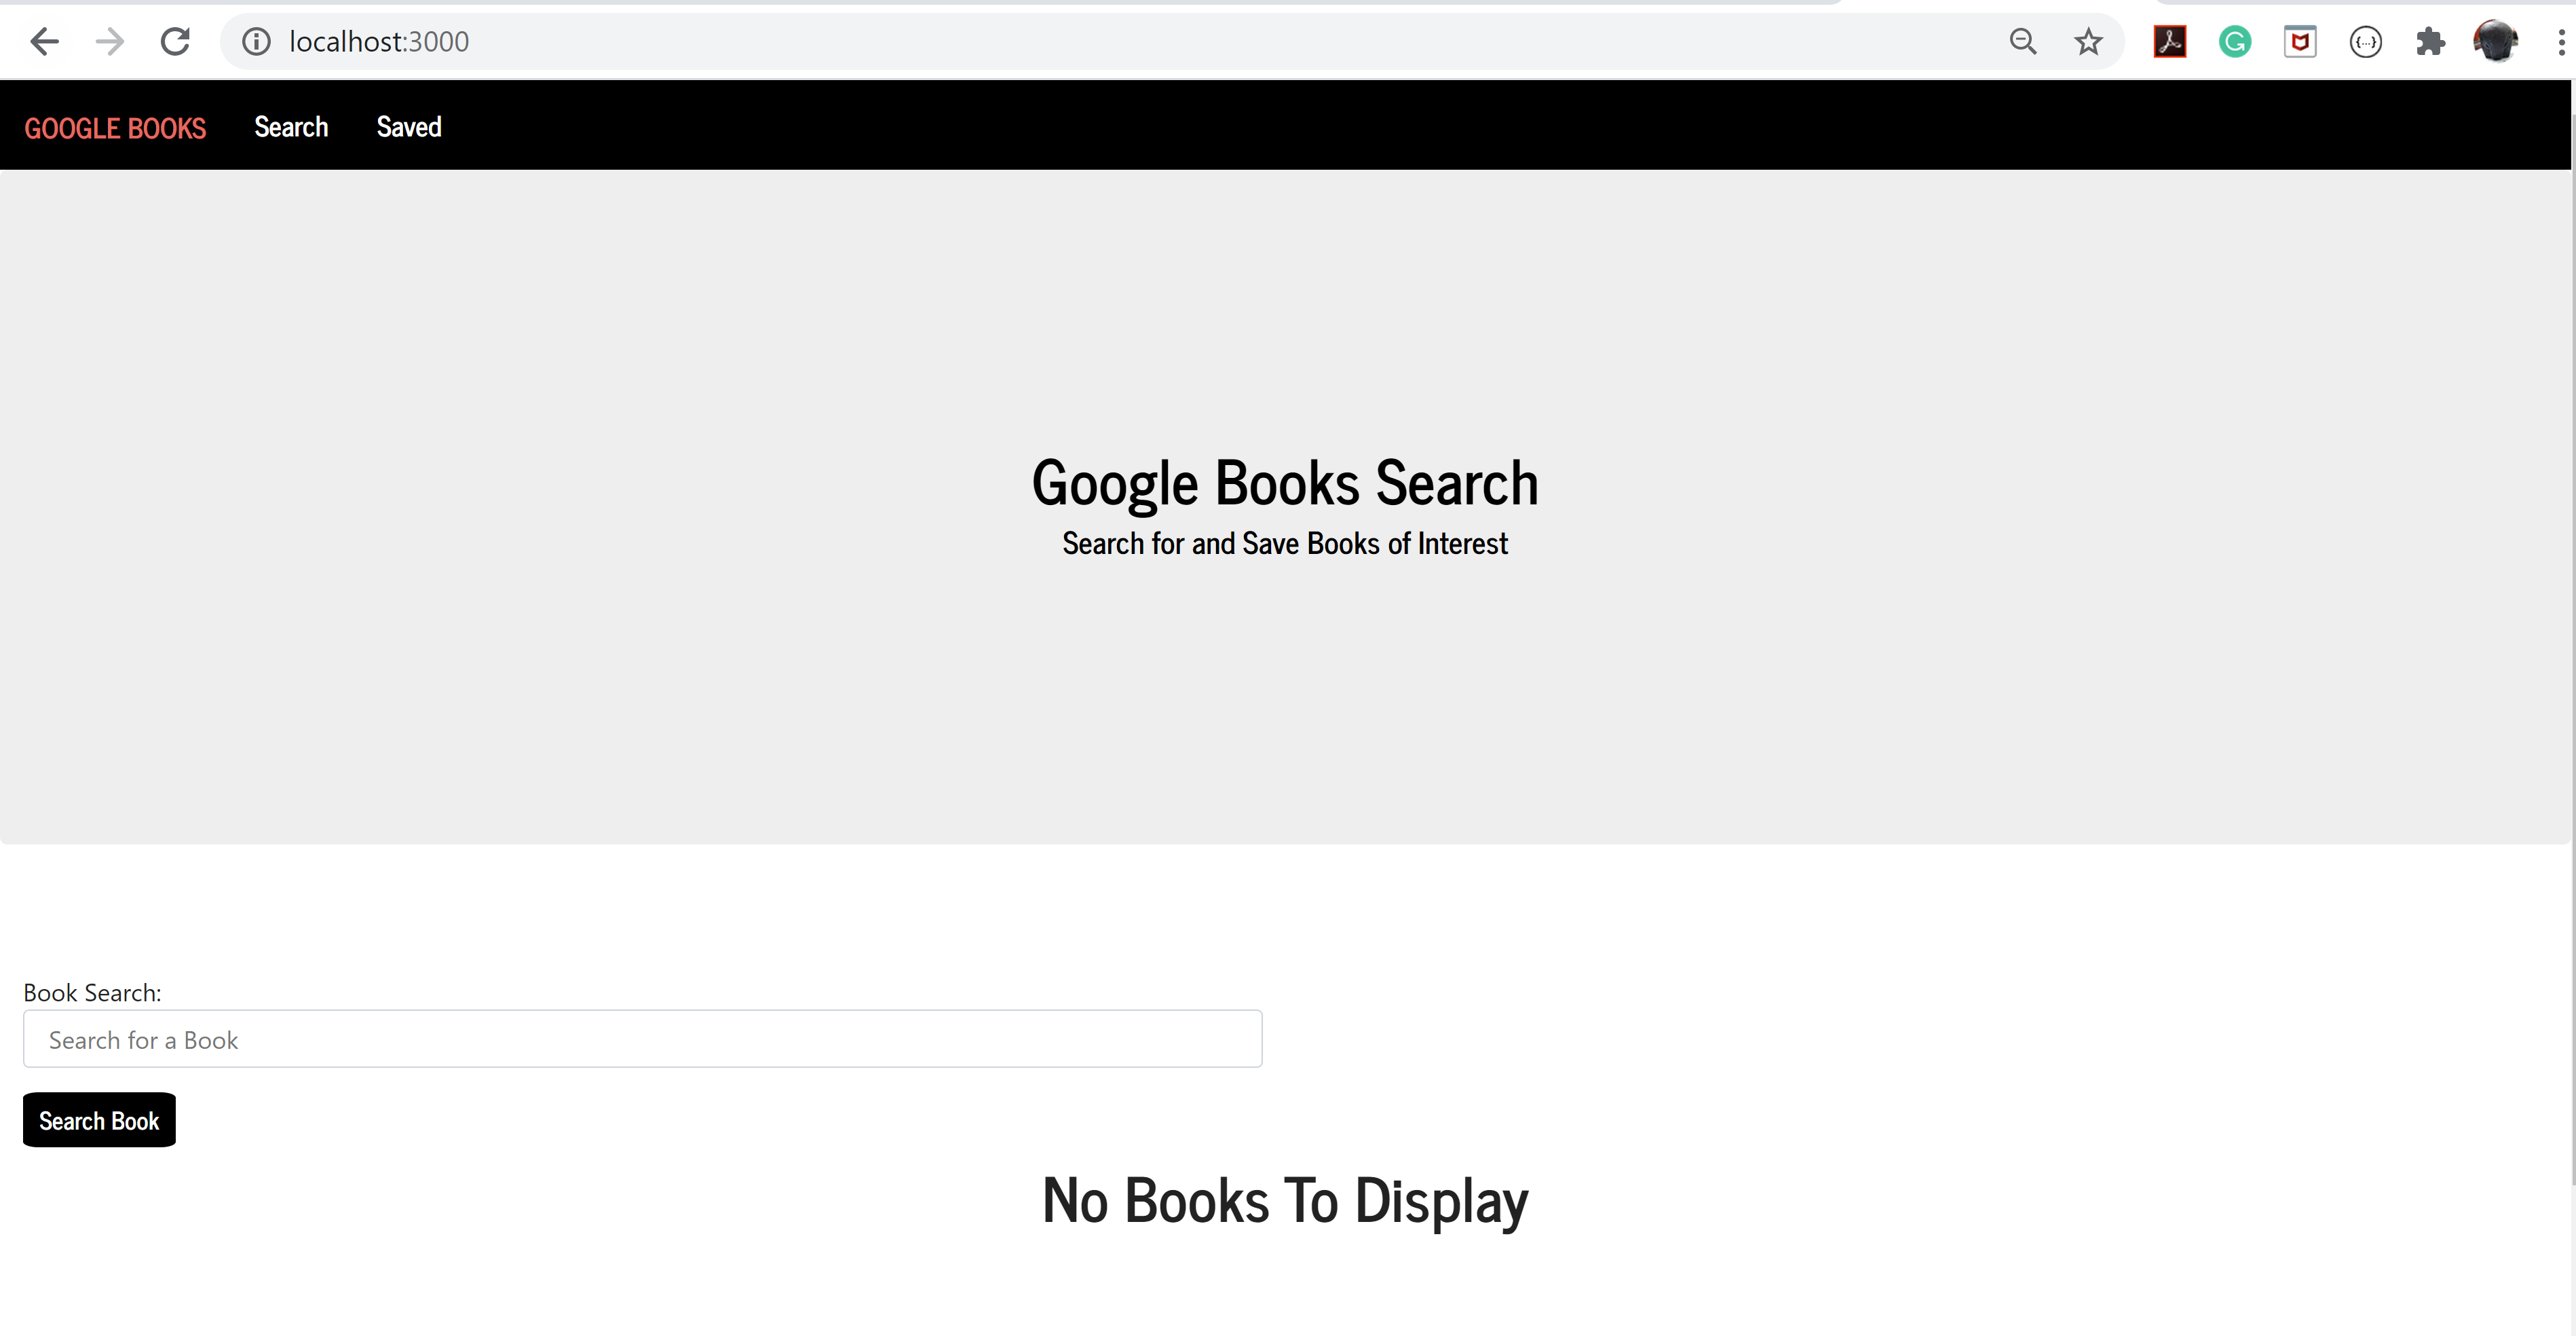 localhost:3000
GOOGLE BOOKS Search Saved
Google Books Search
Search for and Save Books of Interest
Book Search:
Search for a Book
Search Book
No Books To Display